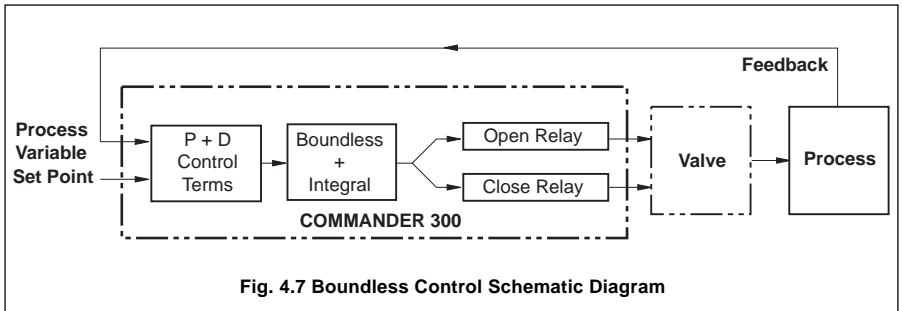 Feedback
Process
Variable
Set Point
P + D
Control
Terms
Boundless
+
Integral
Open Relay
Close Relay
Valve
Process
COMMANDER 300
Fig. 4.7 Boundless Control Schematic Diagram